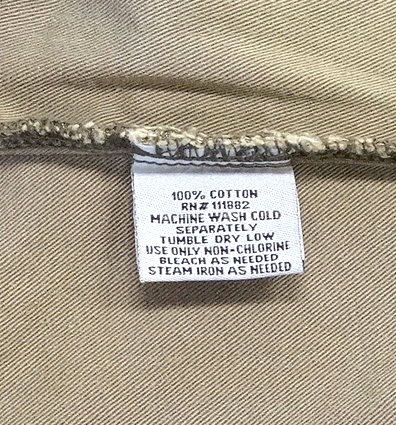 100% COTTON
RN# 111882
MACHINE WASH COLD
SEPARATELY
TUMBLE DRY LOW
USE ONLY NON-CHLORINE
BLEACH AS NEEDED
STEAM IRON AS NEEDED